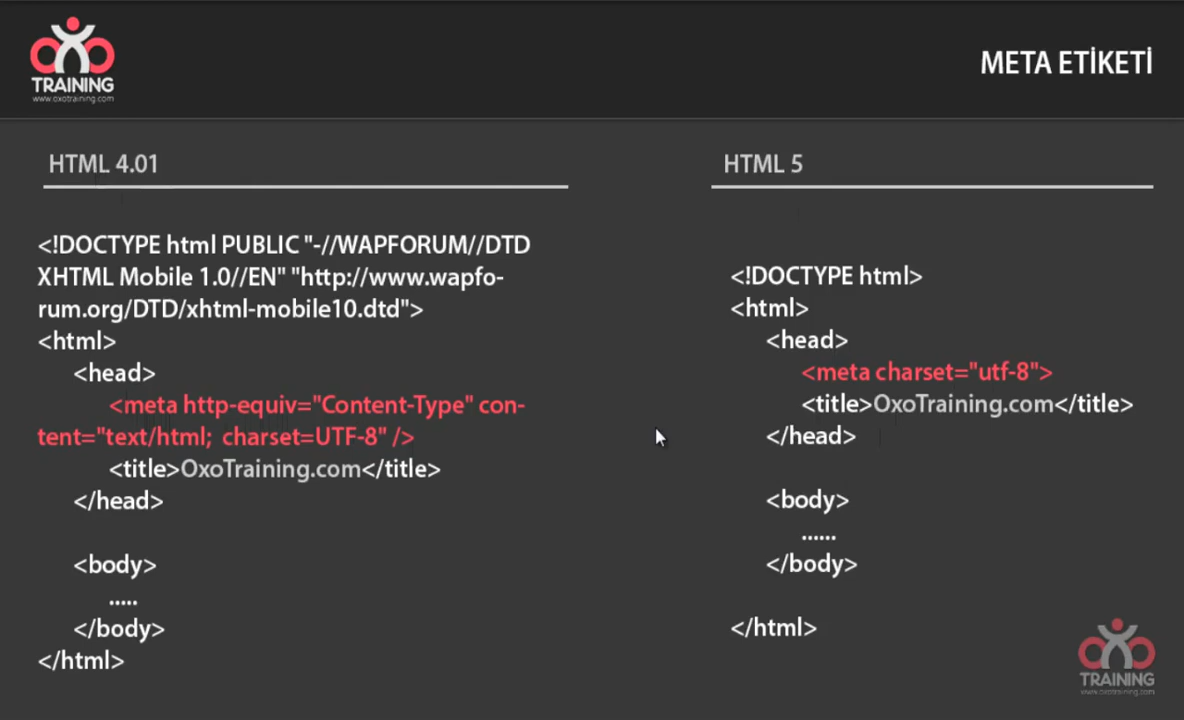 TRAINING
www.oxotraining.com
META ETİKETİ
HTML 4.01
<!DOCTYPE html PUBLIC "-//WAPFORUM//DTD
XHTML Mobile 1.0//EN" "http://www.wapfo-
rum.org/DTD/xhtml-mobile10.dtd">
<html>
<head>
<meta http-equiv="Content-Type" con-
tent="text/html; charset=UTF-8" />
<title>OxoTraining.com</title>
</head>
<body>
.....
</body>
</html>
HTML 5
<!DOCTYPE html>
<html>
<head>
<meta charset="utf-8">
<title>OxoTraining.com</title>
</head>
<body>
......
</body>
</html>
TRAINING
www.oxotraining.com